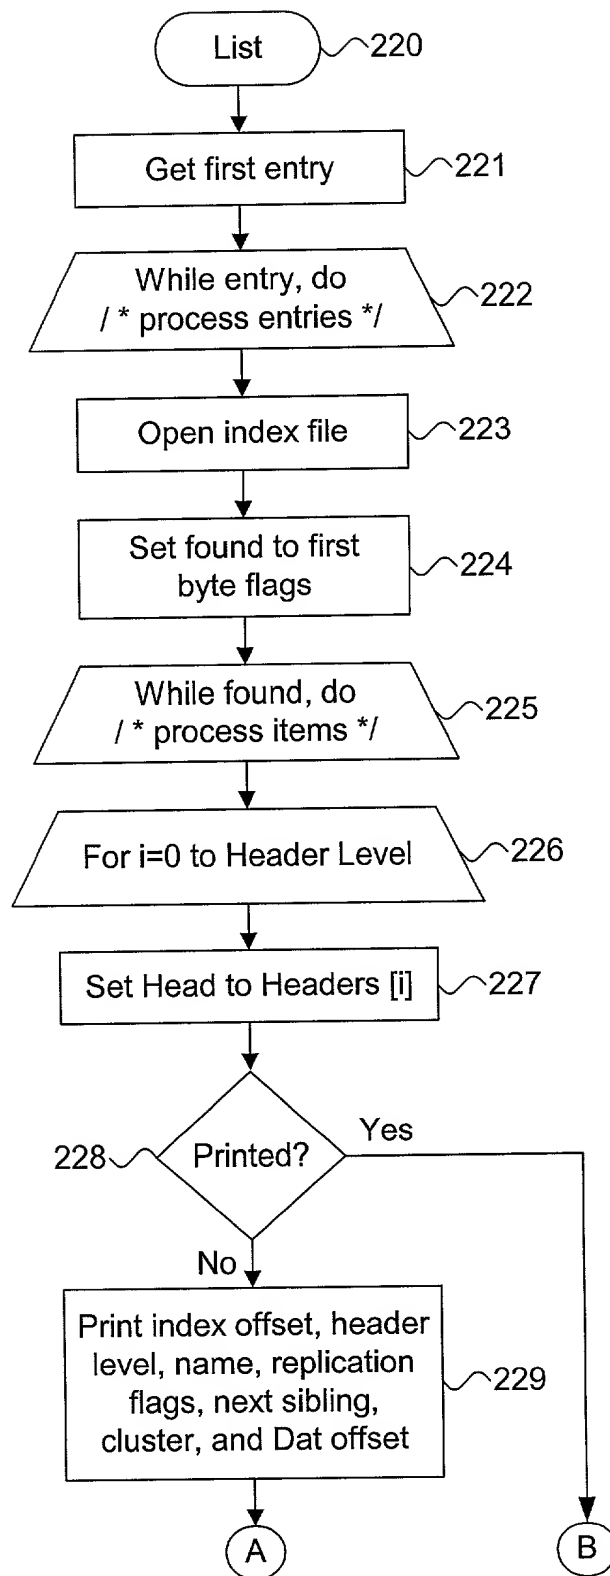 List
220
Get first entry
221
While entry, do
/ * process entries */
222
Open index file
223
Set found to first
byte flags
224
While found, do
/ * process items */
225
For i=0 to Header Level
226
Set Head to Headers [i]
227
Printed?
228
Yes
No
Print index offset, header
level, name, replication
flags, next sibling,
cluster, and Dat offset
229
A
B